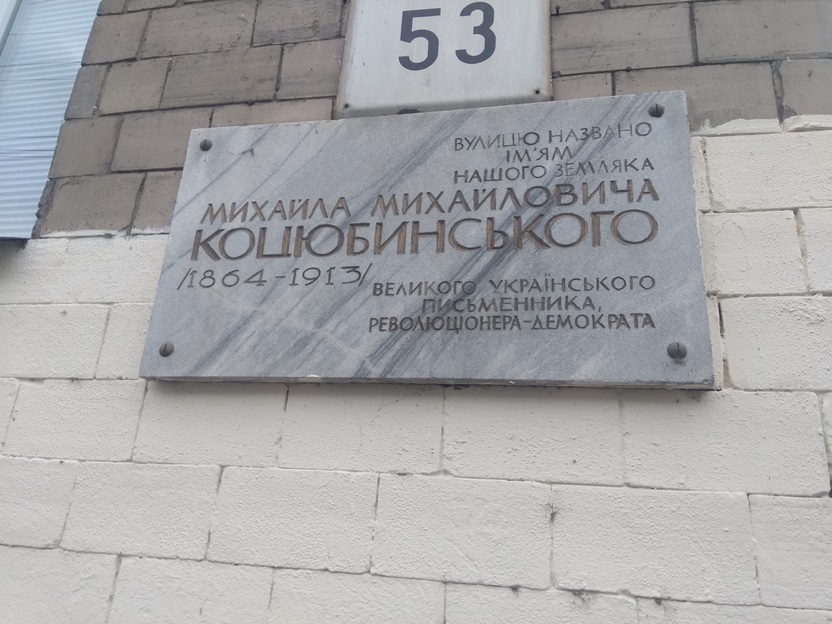 53
ВУЛИЦЮ НАЗВАНО
ІМ'ЯМ
НАШОГО ЗЕМЛЯКА
МИХАЙЛА МИХАЙЛОВИЧА
КОЦЮБИНСЬКОГО
/1864-1913/
ВЕЛИКОГО УКРАЇНСЬКОГО
ПИСЬМЕННИКА,
РЕВОЛЮЦІОНЕРА-ДЕМОКРАТА